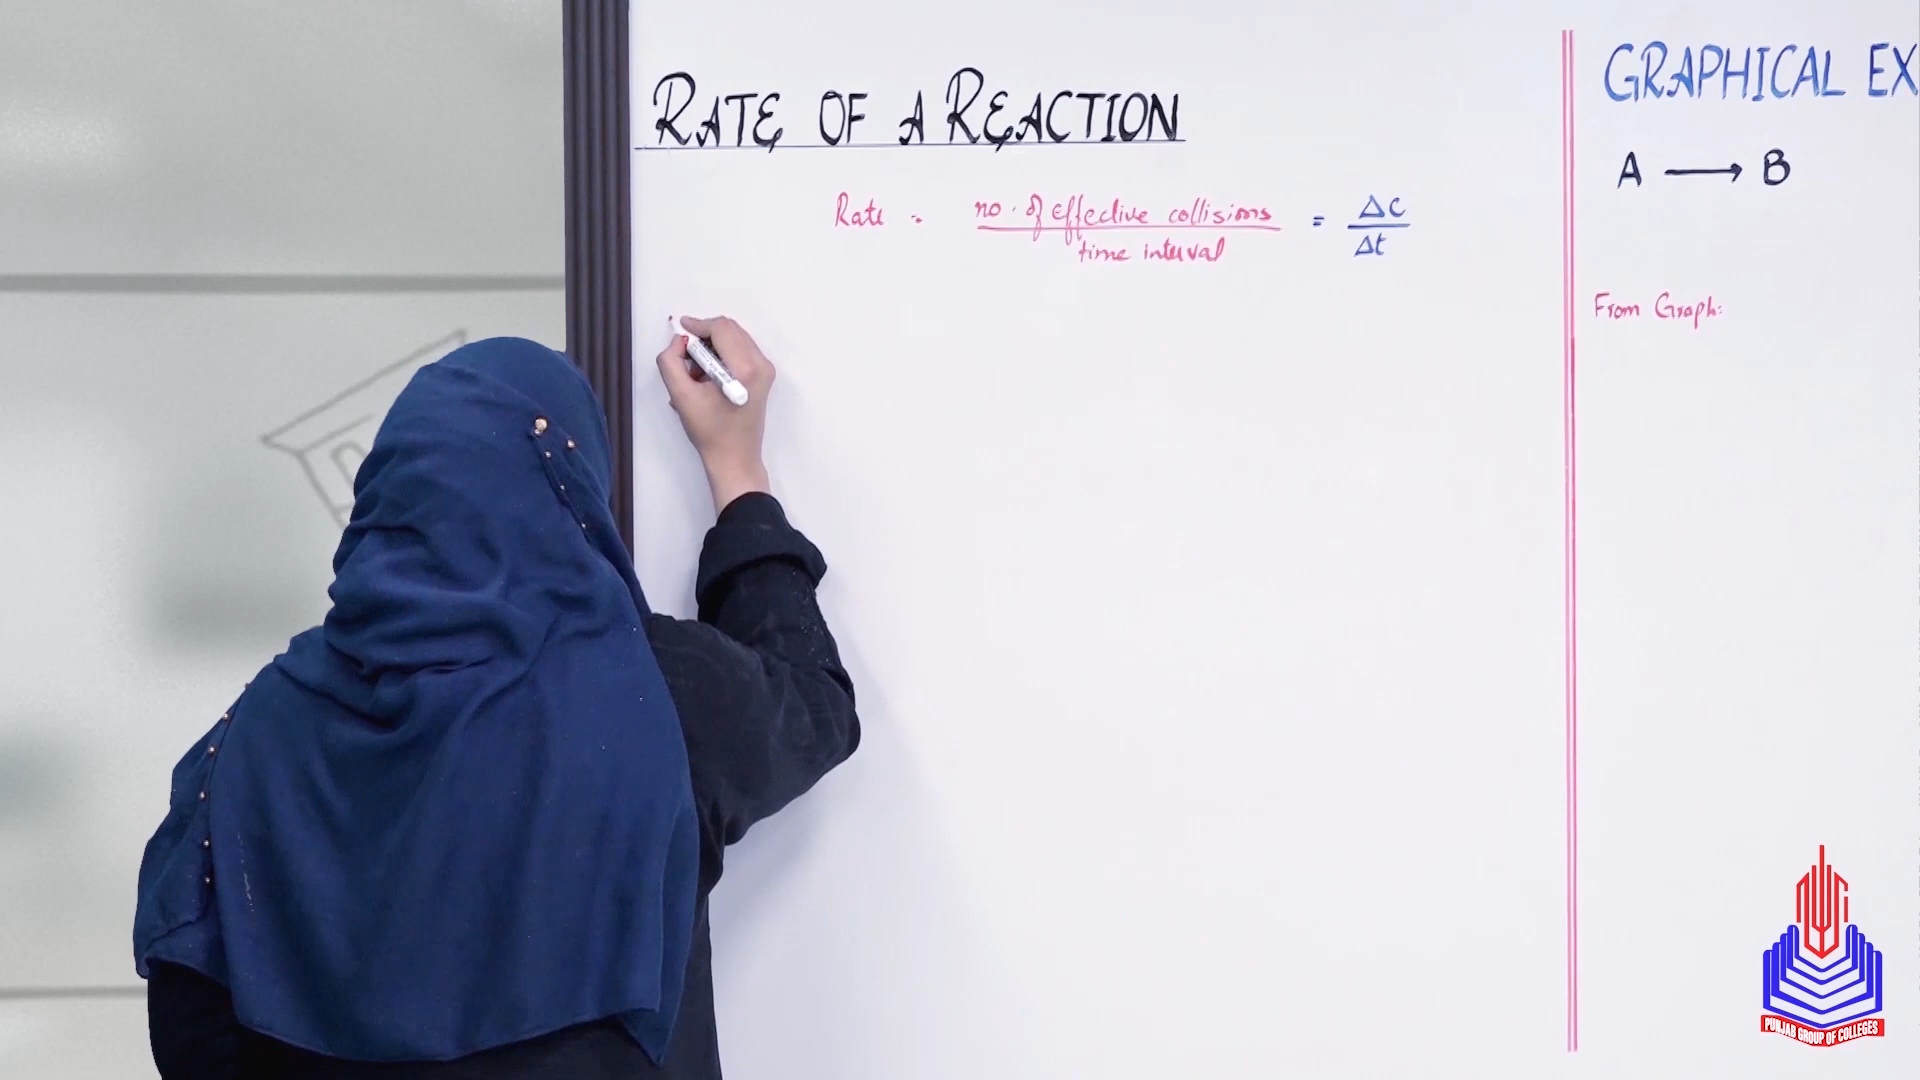 RATE OF A REACTION
Rate = no. of effective collisions / time interval = ΔC / Δt
GRAPHICAL EX
A ⟶ B
From Graph:
PUNJAB GROUP OF COLLEGES